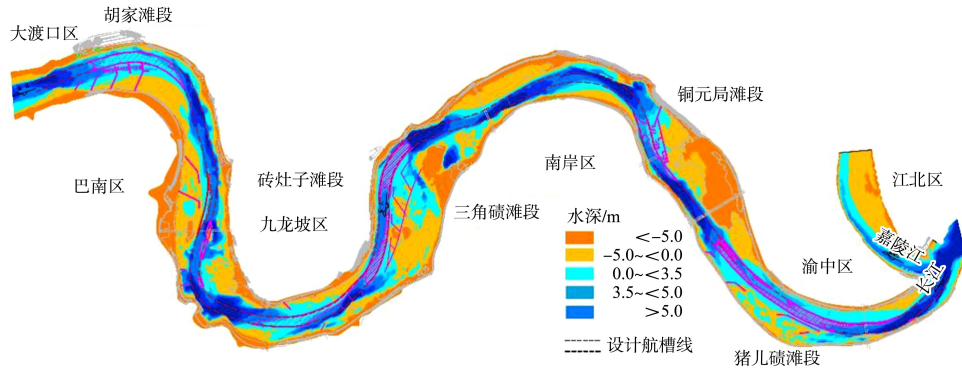 胡家滩段
大渡口区
铜元局滩段
巴南区
砖灶子滩段
南岸区
江北区
九龙坡区
三角碛滩段
水深/m
<-5.0
-5.0~<0.0
0.0~<3.5
3.5~<5.0
>5.0
设计航槽线
渝中区
嘉陵江
长江
猪儿碛滩段